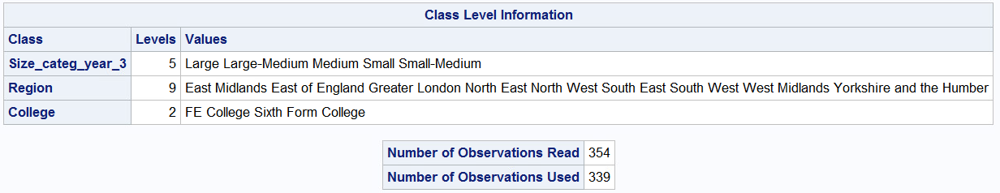 Class Level Information
Class Levels Values
Size_categ_year_3 5 Large Large-Medium Medium Small Small-Medium
Region 9 East Midlands East of England Greater London North East North West South East South West West Midlands Yorkshire and the Humber
College 2 FE College Sixth Form College
Number of Observations Read 354
Number of Observations Used 339